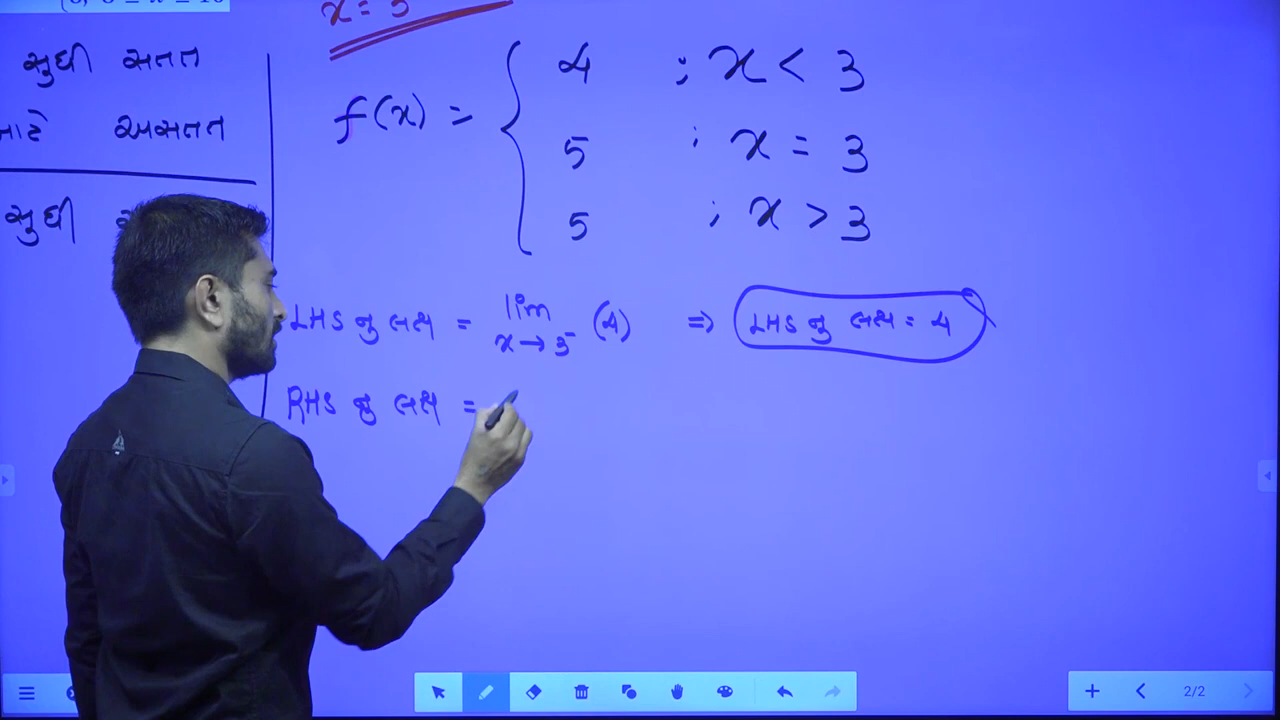 x = 3
સુધી સતત
માટે અસતત
સુધી
f(x) = { 4 ; x < 3
5 ; x = 3
5 ; x > 3
LHS નુ લક્ષ = lim x→3⁻ (4) ⇒ LHS નુ લક્ષ = 4
RHS નુ લક્ષ =
2/2